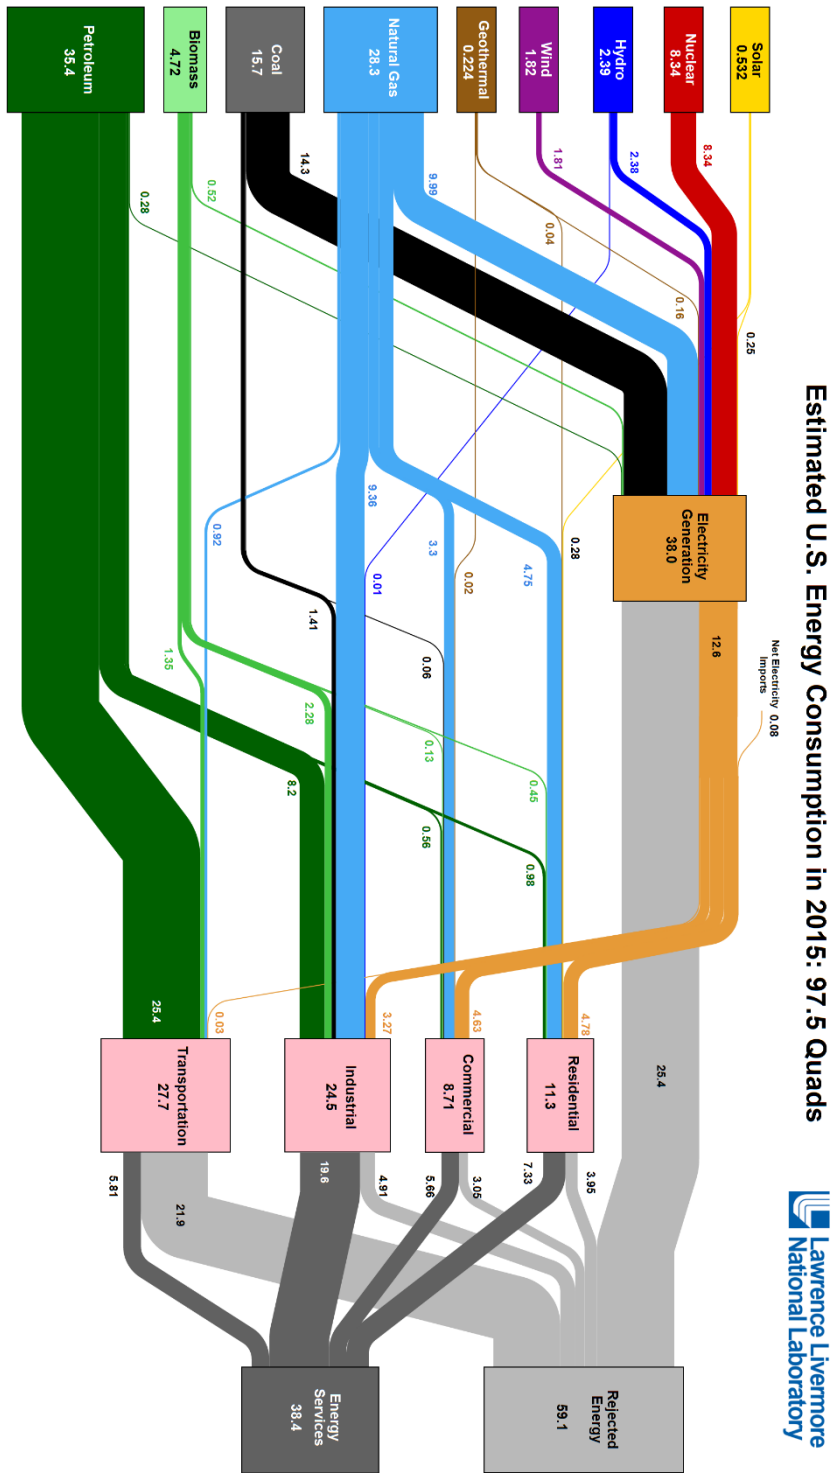 Estimated U.S. Energy Consumption in 2015: 97.5 Quads
Lawrence Livermore
National Laboratory
Solar
0.532
Nuclear
8.34
Hydro
2.39
Wind
1.82
Geothermal
0.224
Natural Gas
28.3
Coal
15.7
Biomass
4.72
Petroleum
35.4
0.25
8.34
2.38
1.81
0.16
0.04
9.99
14.3
0.52
0.28
Net Electricity 0.08
Imports
Electricity
Generation
38.0
12.6
0.28
4.75
3.3
0.02
0.01
9.36
0.92
0.06
1.41
0.45
0.13
2.28
1.35
0.98
0.56
8.2
25.4
25.4
4.78
4.63
3.27
0.03
Residential
11.3
Commercial
8.71
Industrial
24.5
Transportation
27.7
3.95
7.33
3.05
5.66
4.91
19.6
21.9
5.81
Rejected
Energy
59.1
Energy
Services
38.4